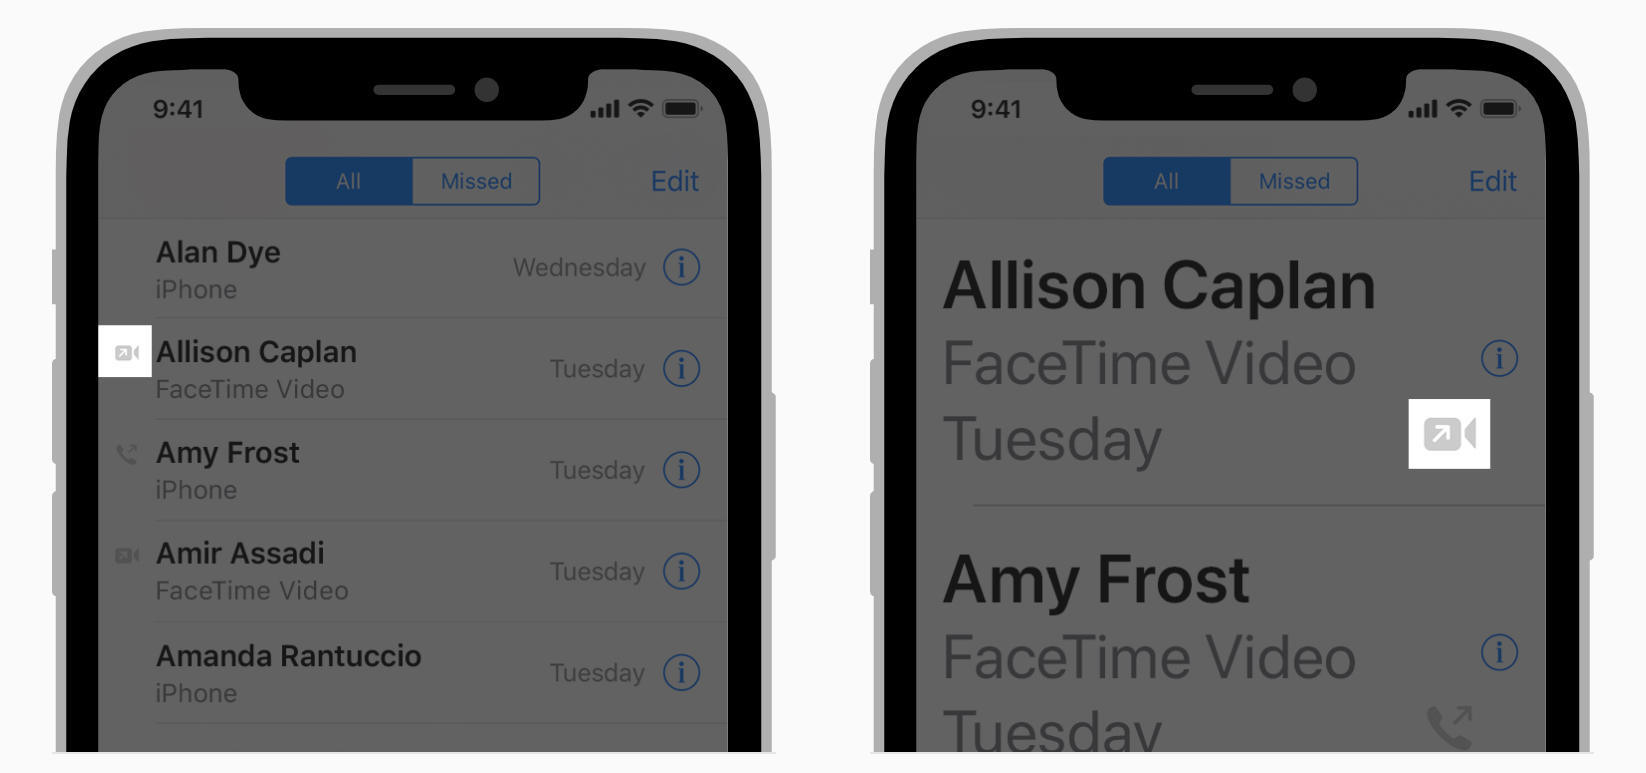 9:41
All Missed Edit
Alan Dye
iPhone
Wednesday
Allison Caplan
FaceTime Video
Tuesday
Amy Frost
iPhone
Tuesday
Amir Assadi
FaceTime Video
Tuesday
Amanda Rantuccio
iPhone
Tuesday
9:41
All Missed Edit
Allison Caplan
FaceTime Video
Tuesday
Amy Frost
FaceTime Video
Tuesday